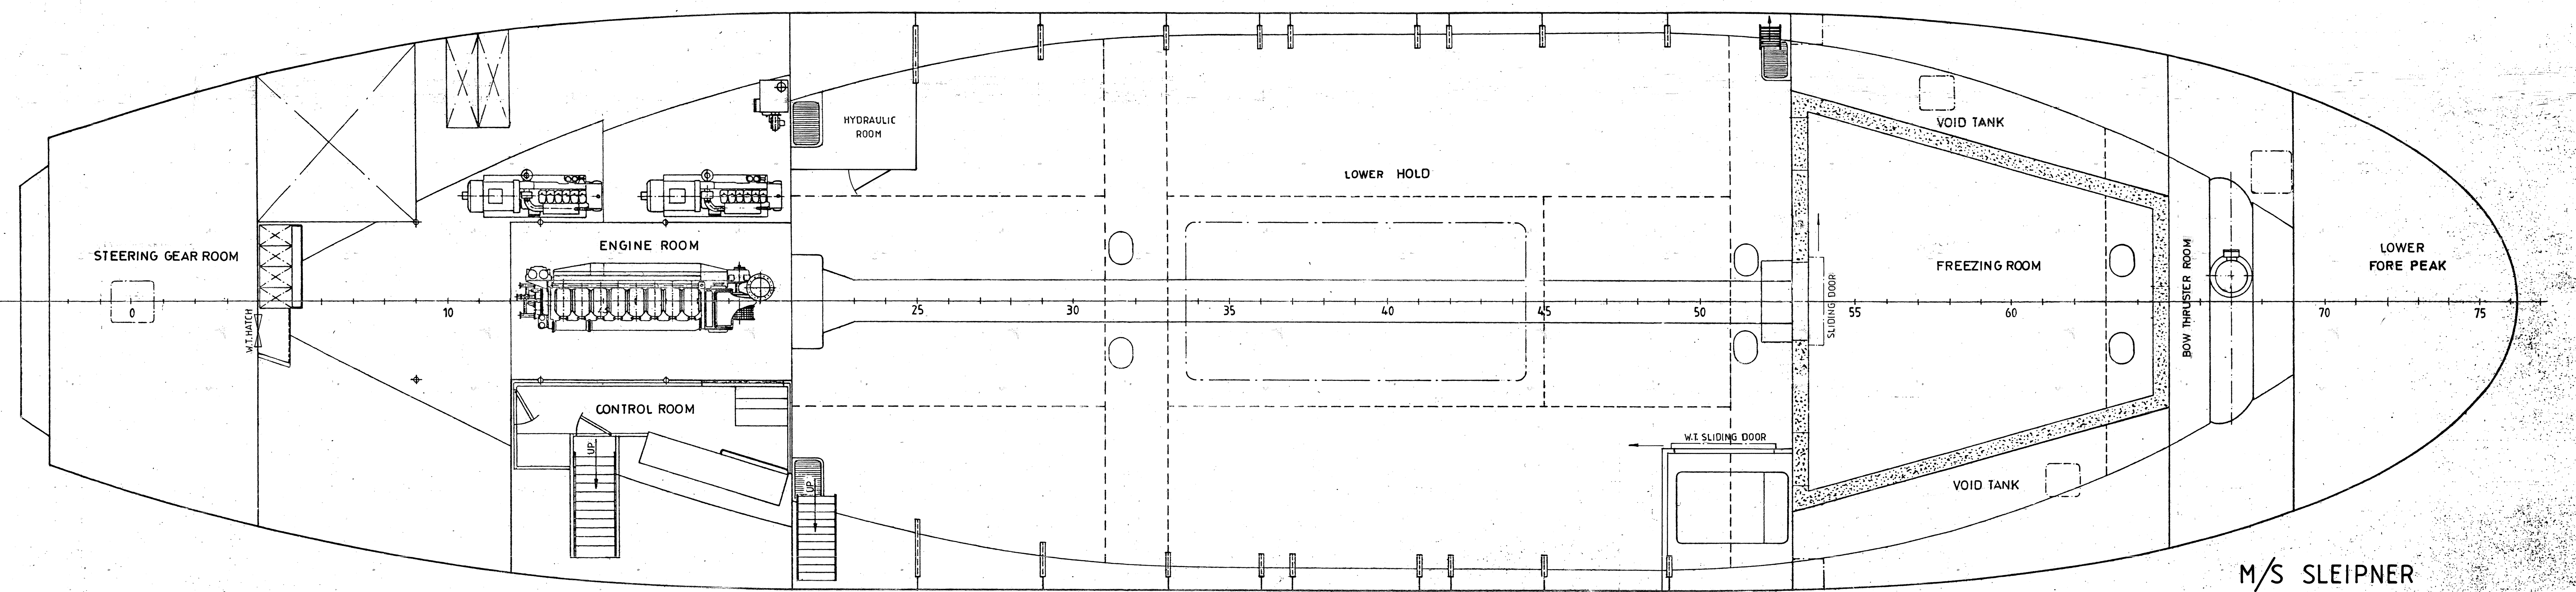 HYDRAULIC
ROOM
VOID TANK
LOWER HOLD
STEERING GEAR ROOM
ENGINE ROOM
FREEZING ROOM
LOWER
FORE PEAK
BOW THRUSTER ROOM
SLIDING DOOR
W.T. HATCH
0
10
25
30
35
40
45
50
55
60
70
75
CONTROL ROOM
UP
UP
W.T. SLIDING DOOR
VOID TANK
M/S SLEIPNER